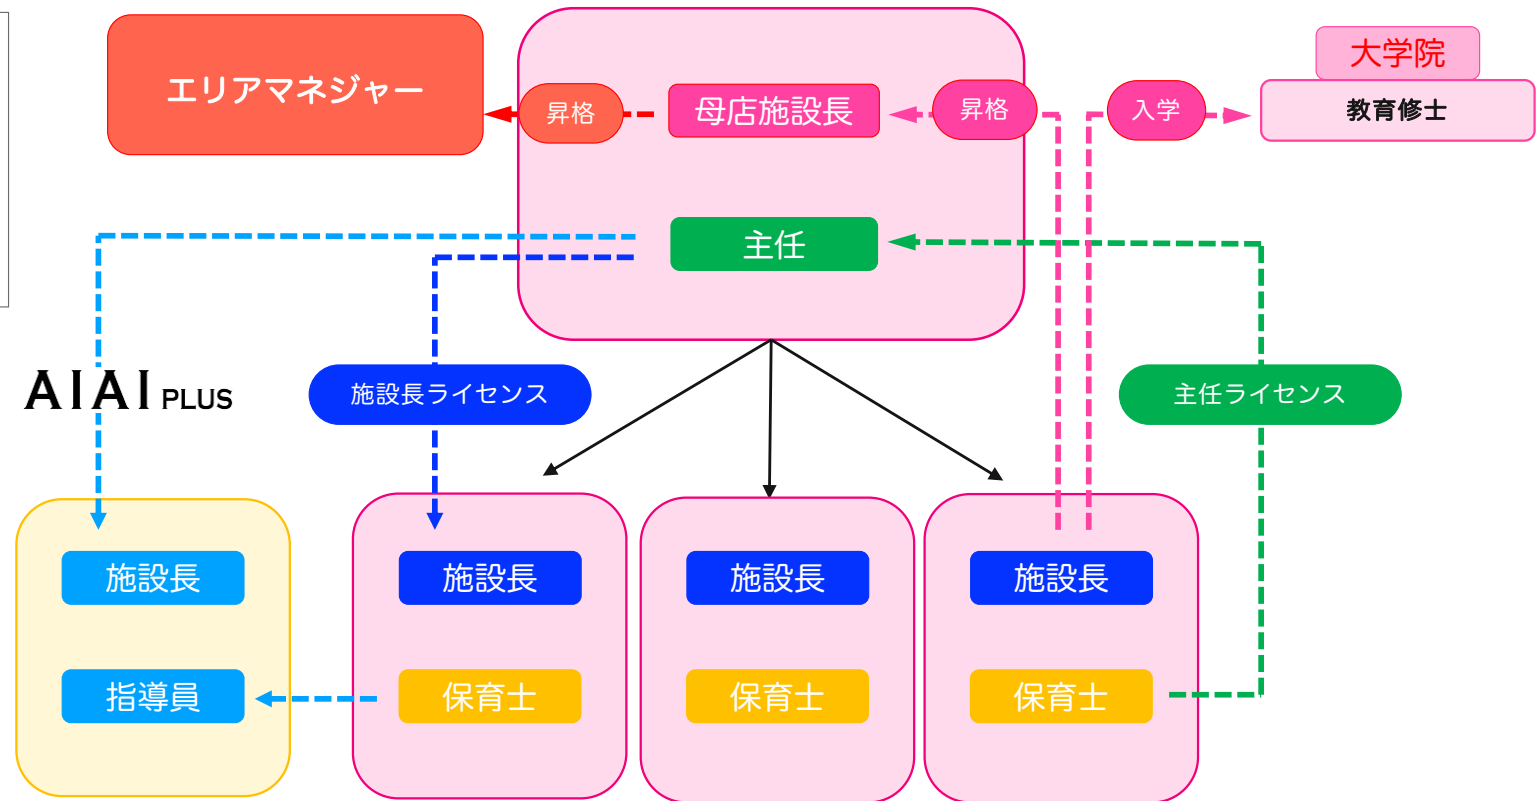 大学院
エリアマネジャー
昇格
母店施設長
昇格
入学
教育修士
主任
AIAI PLUS
施設長ライセンス
主任ライセンス
施設長
施設長
施設長
施設長
指導員
保育士
保育士
保育士